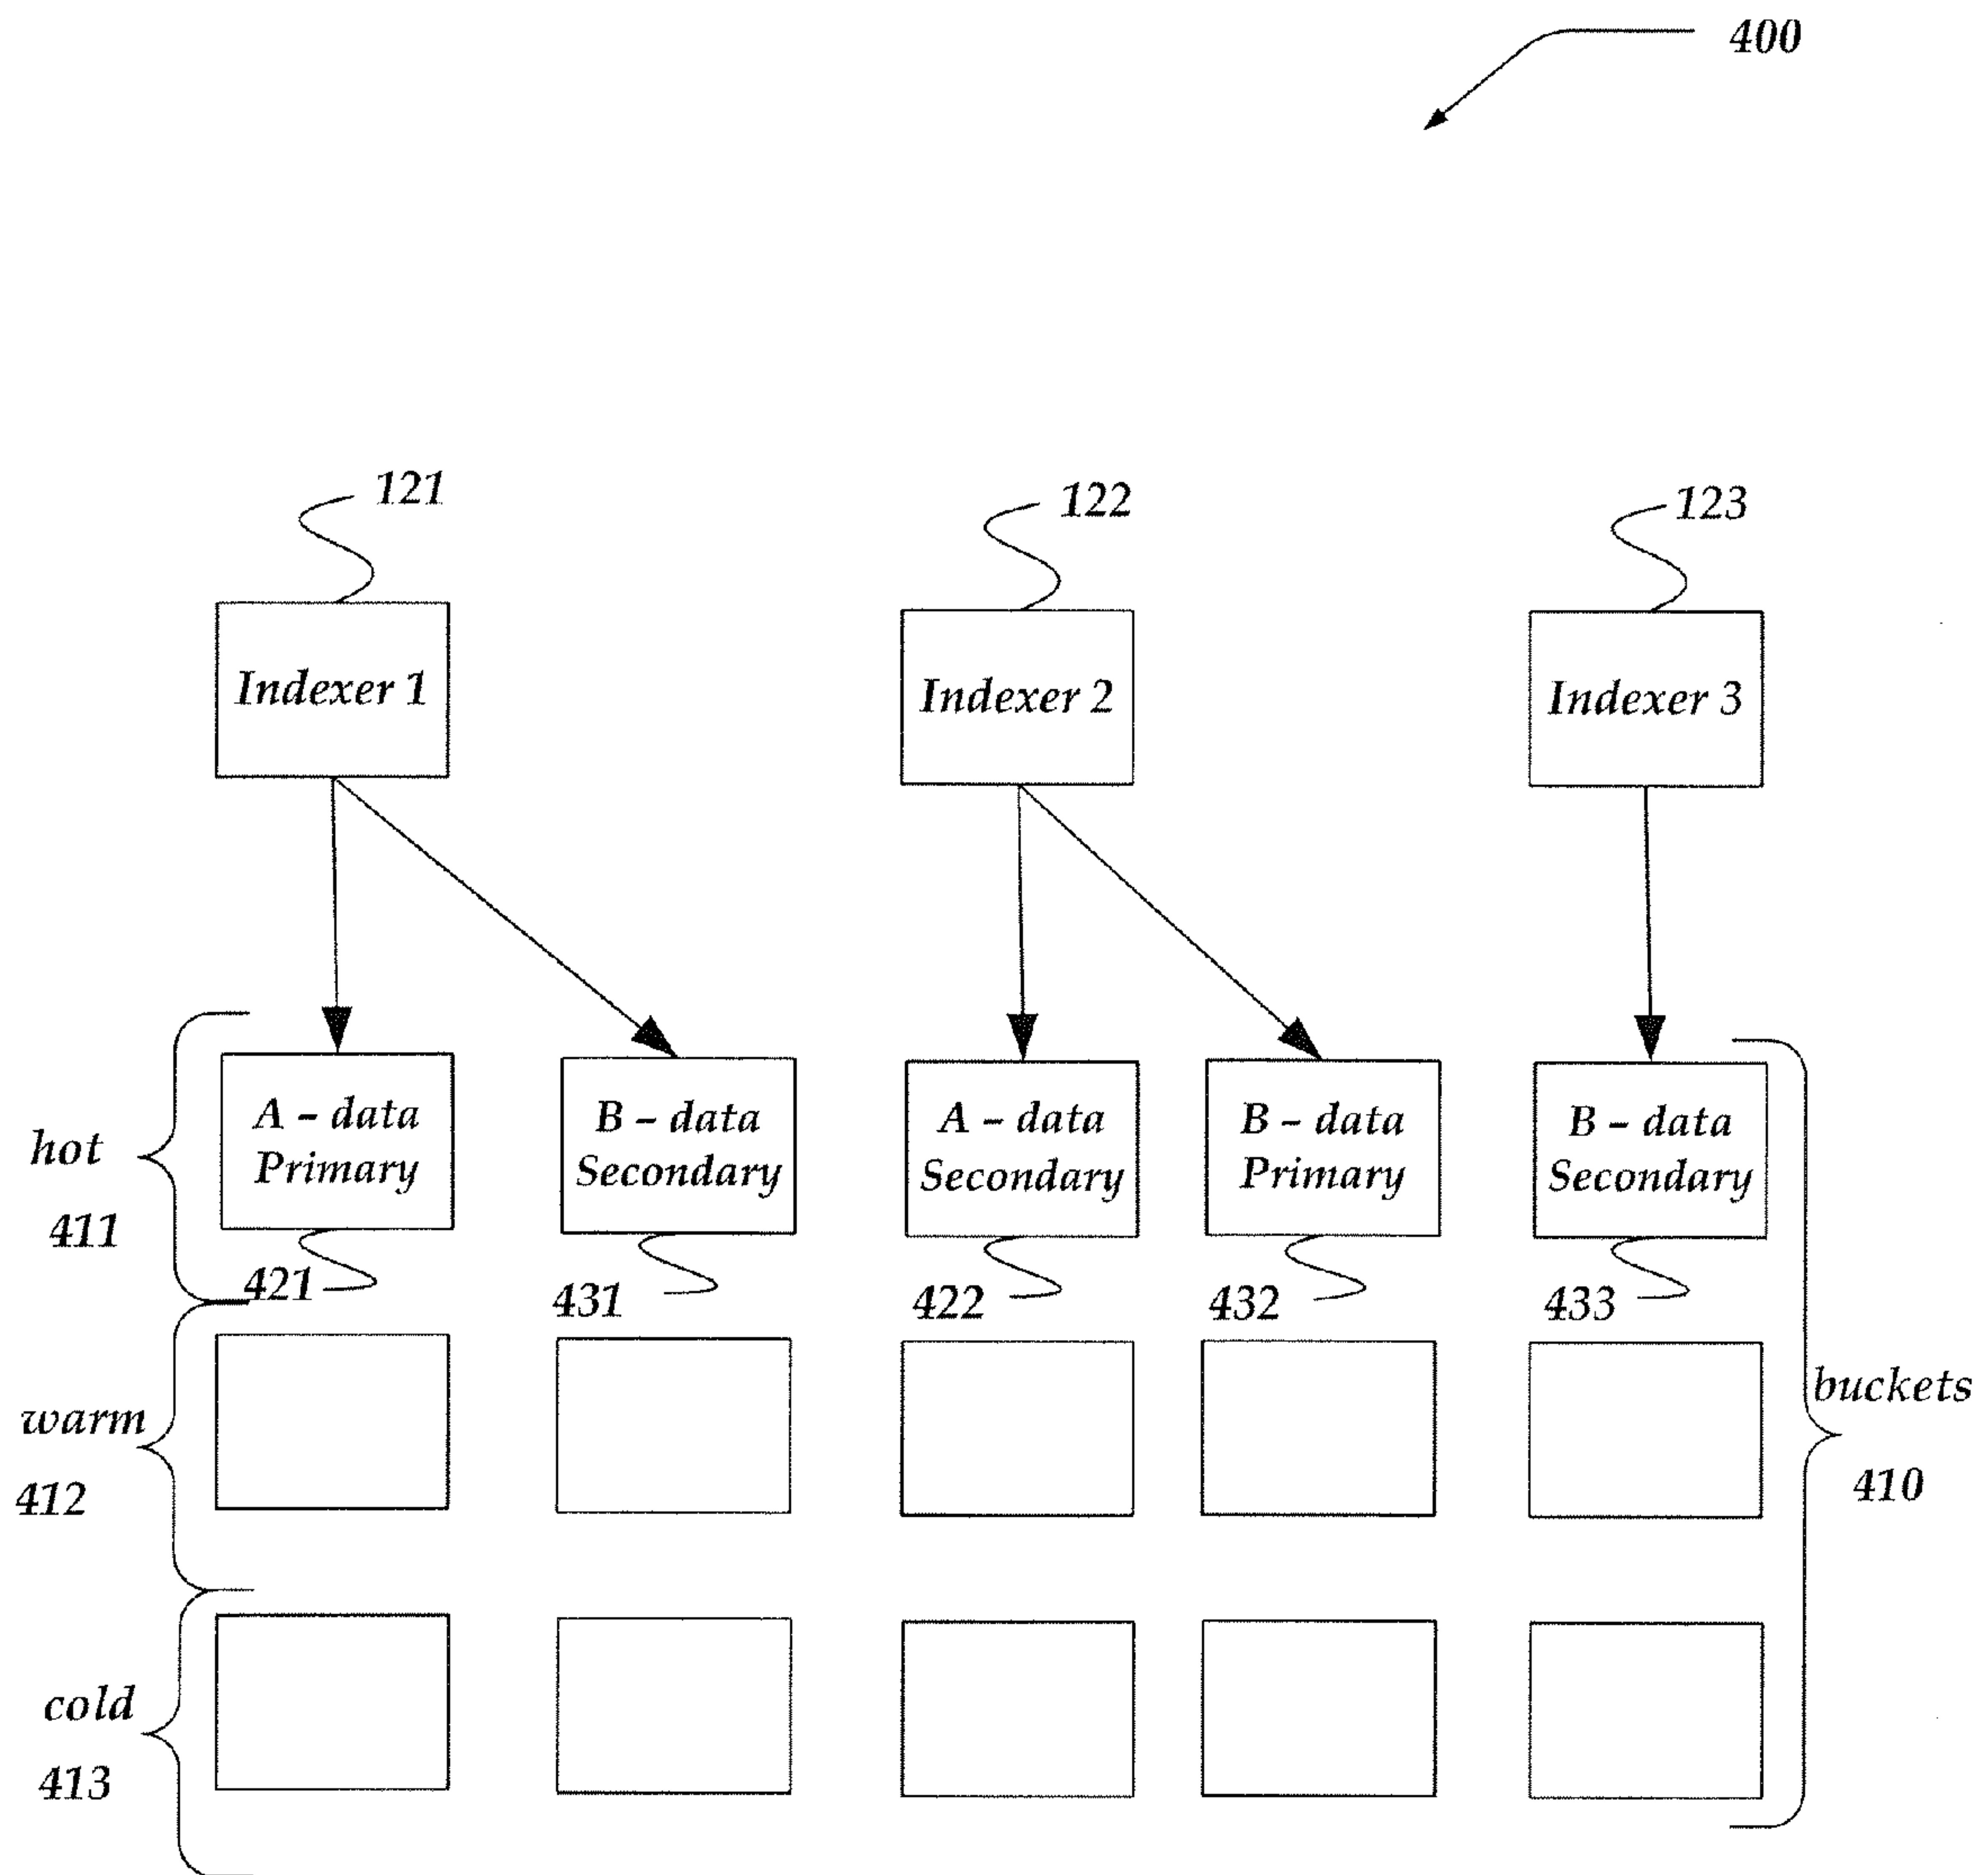 400
121
122
123
Indexer 1
Indexer 2
Indexer 3
hot
411
A – data
Primary
B – data
Secondary
A – data
Secondary
B – data
Primary
B – data
Secondary
421
431
422
432
433
warm
412
buckets
410
cold
413